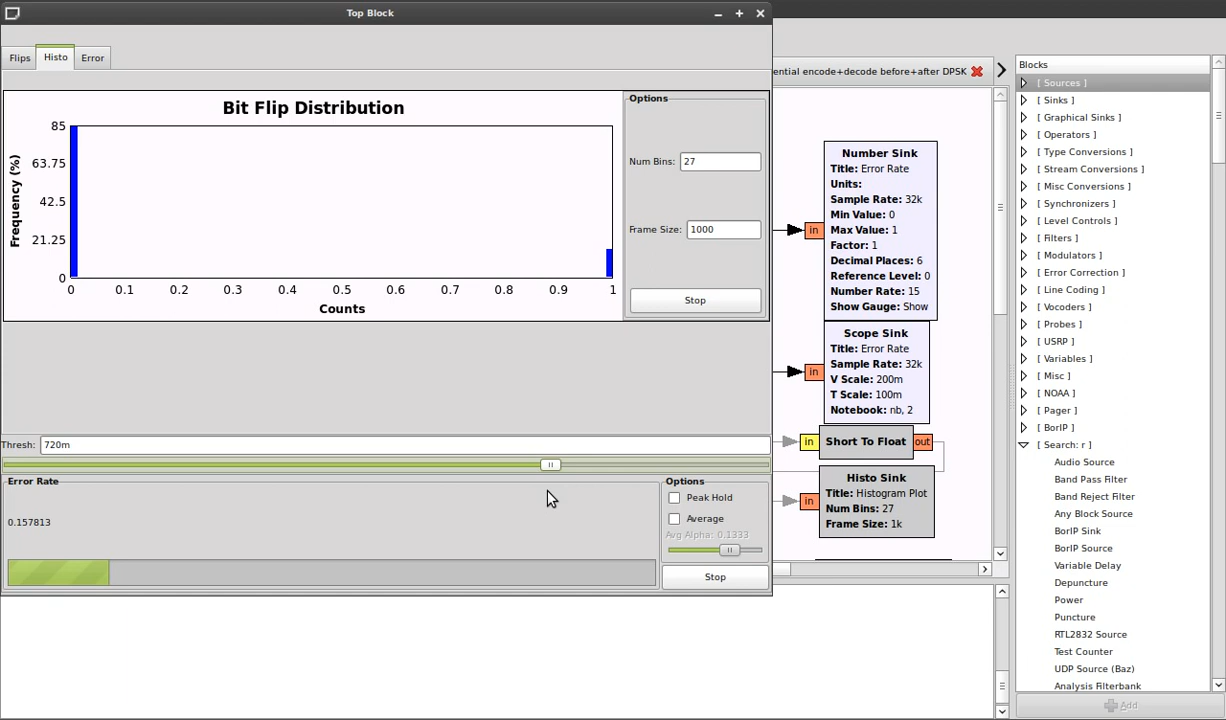 Top Block
Flips
Histo
Error
Bit Flip Distribution
Frequency (%)
85
63.75
42.5
21.25
0
0 0.1 0.2 0.3 0.4 0.5 0.6 0.7 0.8 0.9 1
Counts
Options
Num Bins: 27
Frame Size: 1000
Stop
Thresh: 720m
Error Rate
0.157813
Options
Peak Hold
Average
Avg Alpha: 0.1333
Stop
ential encode+decode before+after DPSK
in
Number Sink
Title: Error Rate
Units:
Sample Rate: 32k
Min Value: 0
Max Value: 1
Factor: 1
Decimal Places: 6
Reference Level: 0
Number Rate: 15
Show Gauge: Show
in
Scope Sink
Title: Error Rate
Sample Rate: 32k
V Scale: 200m
T Scale: 100m
Notebook: nb, 2
in
Short To Float
out
in
Histo Sink
Title: Histogram Plot
Num Bins: 27
Frame Size: 1k
Blocks
[ Sources ]
[ Sinks ]
[ Graphical Sinks ]
[ Operators ]
[ Type Conversions ]
[ Stream Conversions ]
[ Misc Conversions ]
[ Synchronizers ]
[ Level Controls ]
[ Filters ]
[ Modulators ]
[ Error Correction ]
[ Line Coding ]
[ Vocoders ]
[ Probes ]
[ USRP ]
[ Variables ]
[ Misc ]
[ NOAA ]
[ Pager ]
[ BorIP ]
[ Search: r ]
Audio Source
Band Pass Filter
Band Reject Filter
Any Block Source
BorIP Sink
BorIP Source
Variable Delay
Depuncture
Power
Puncture
RTL2832 Source
Test Counter
UDP Source (Baz)
Analysis Filterbank
Add